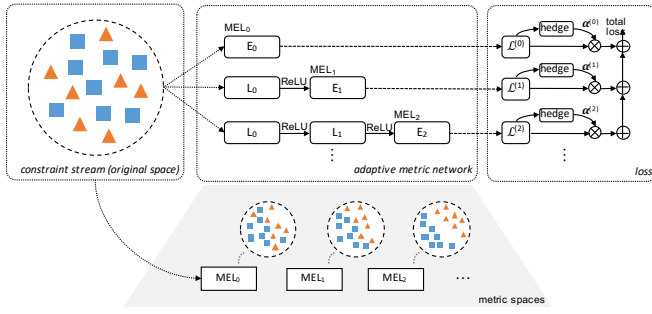 MEL₀
E₀
L₀
ReLU
MEL₁
E₁
L₀
ReLU
L₁
ReLU
MEL₂
E₂
⋮
constraint stream (original space)
adaptive metric network
ℒ⁽⁰⁾
hedge
α⁽⁰⁾
total
loss
ℒ⁽¹⁾
hedge
α⁽¹⁾
ℒ⁽²⁾
hedge
α⁽²⁾
⋮
loss
MEL₀
MEL₁
MEL₂
⋯
metric spaces